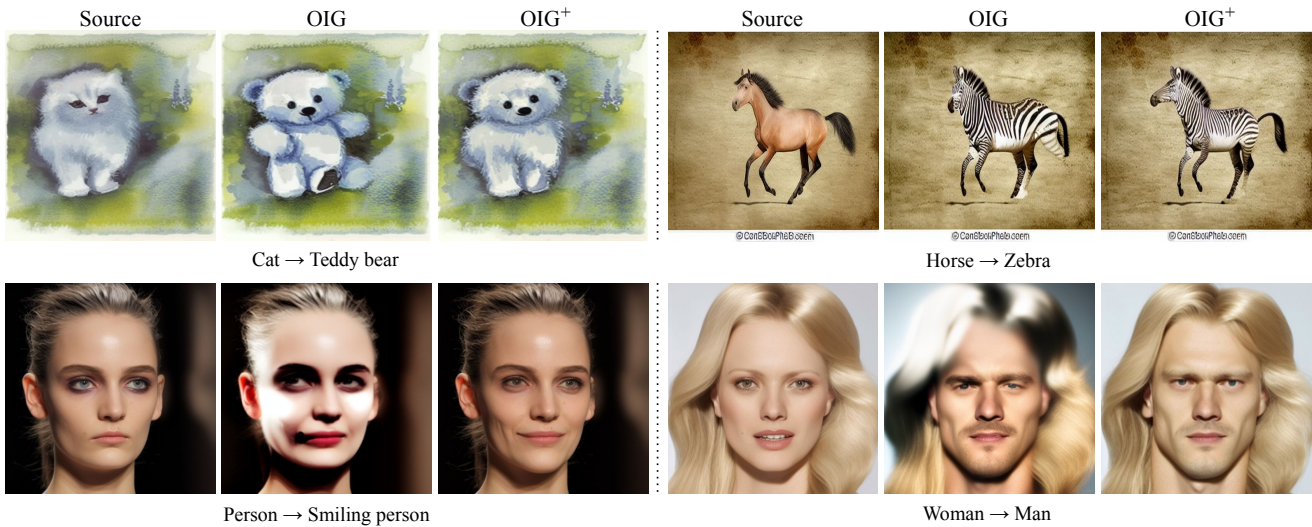 Source OIG OIG+ Source OIG OIG+
Cat → Teddy bear
Horse → Zebra
Person → Smiling person
Woman → Man